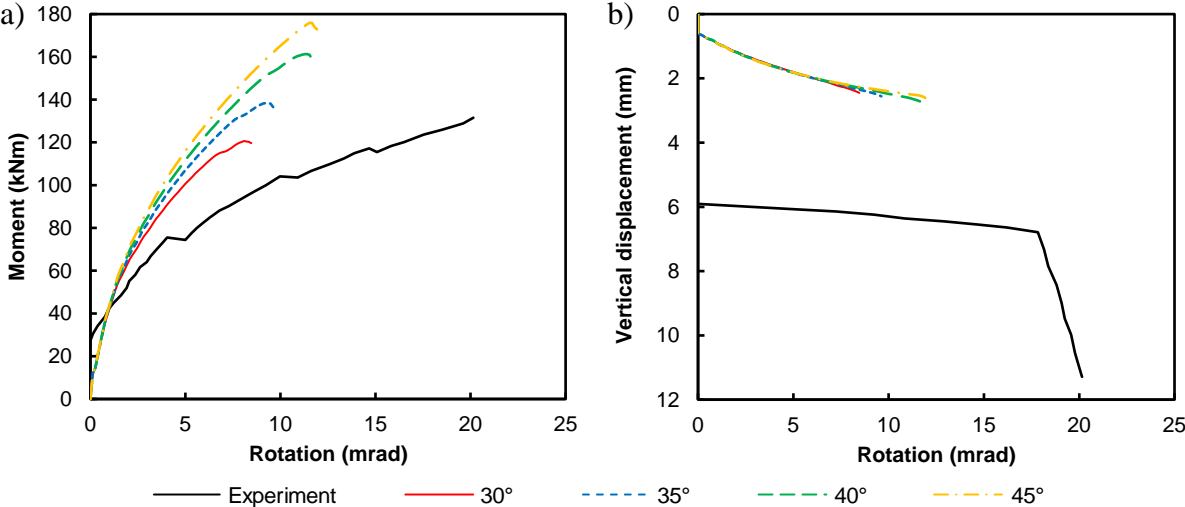 a)
Moment (kNm)
180
160
140
120
100
80
60
40
20
0
0 5 10 15 20 25
Rotation (mrad)
b)
Vertical displacement (mm)
0
2
4
6
8
10
12
0 5 10 15 20 25
Rotation (mrad)
Experiment 30° 35° 40° 45°